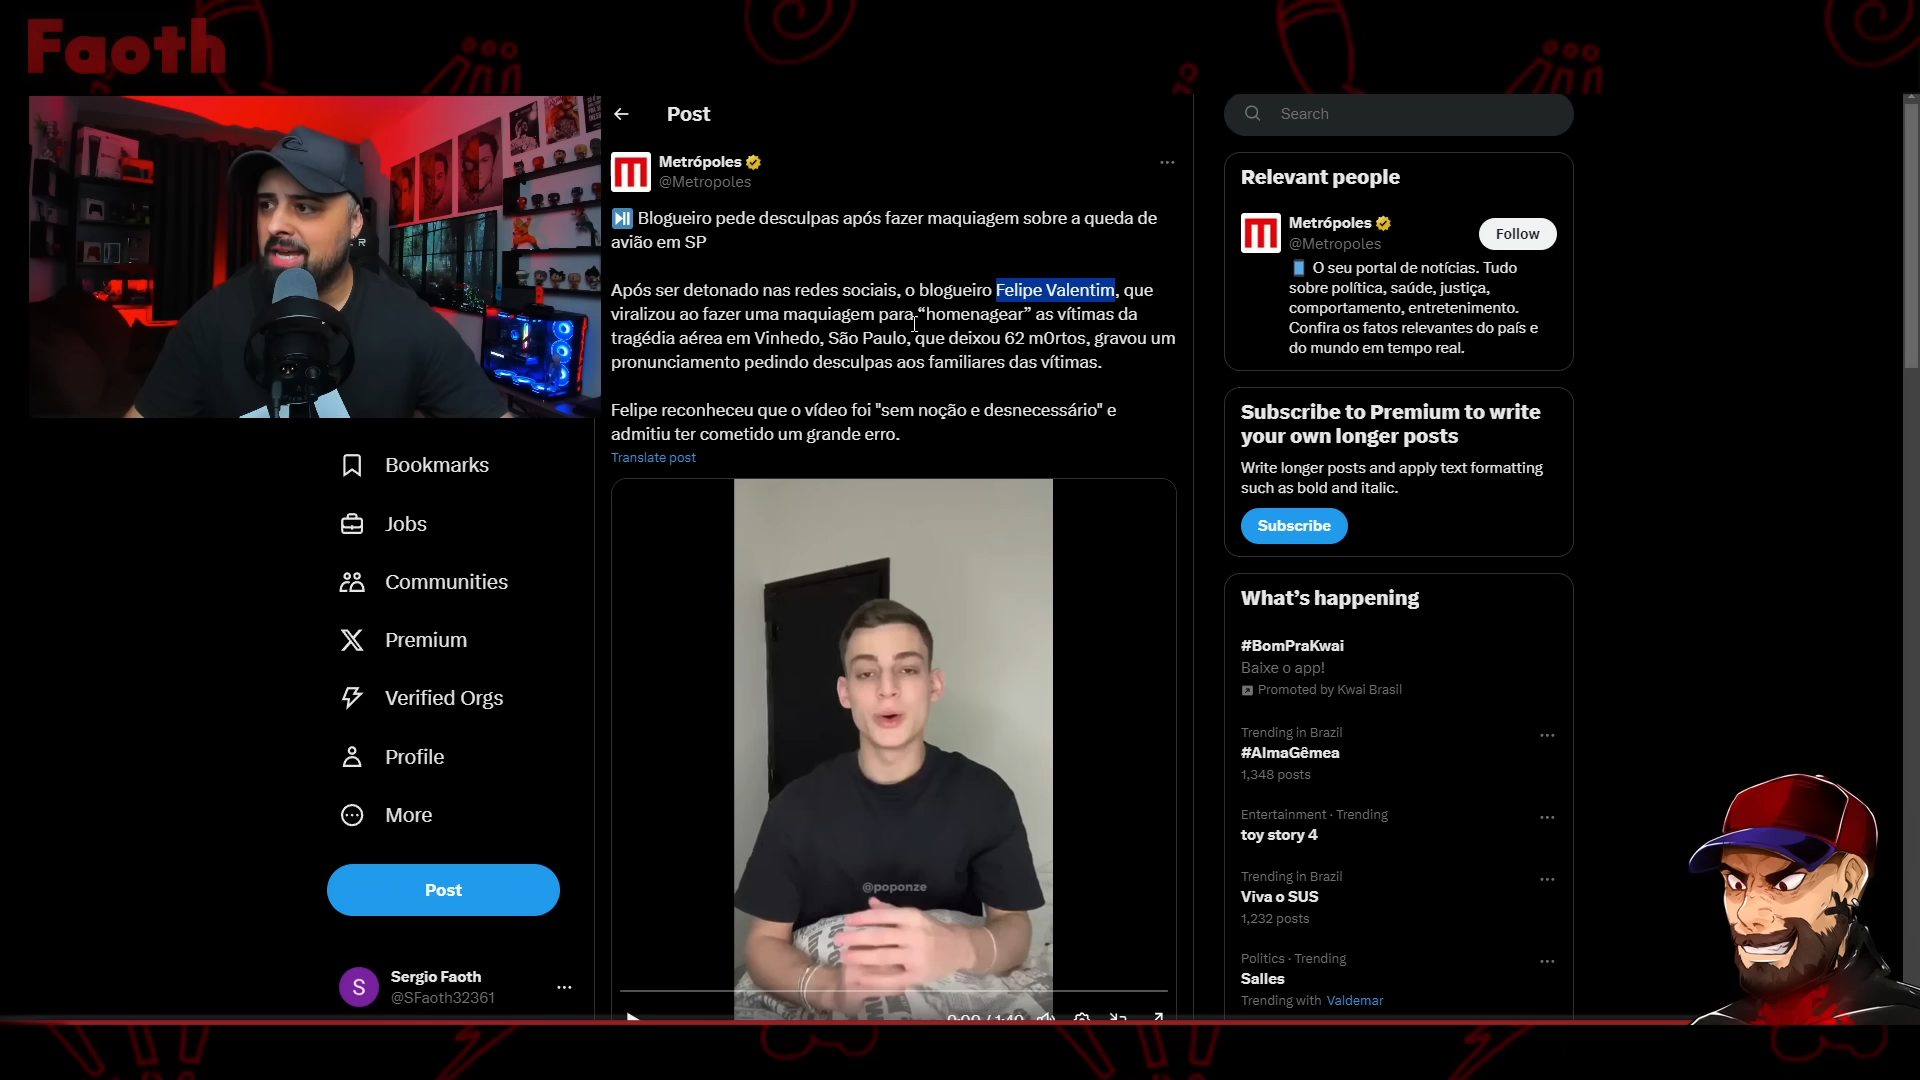 Faoth
Bookmarks
Jobs
Communities
Premium
Verified Orgs
Profile
More
Post
S
Sergio Faoth
@SFaoth32361
Post
Metrópoles
@Metropoles
Blogueiro pede desculpas após fazer maquiagem sobre a queda de
avião em SP
Após ser detonado nas redes sociais, o blogueiro Felipe Valentim, que
viralizou ao fazer uma maquiagem para “homenagear” as vítimas da
tragédia aérea em Vinhedo, São Paulo, que deixou 62 m0rtos, gravou um
pronunciamento pedindo desculpas aos familiares das vítimas.
Felipe reconheceu que o vídeo foi "sem noção e desnecessário" e
admitiu ter cometido um grande erro.
Translate post
@poponze
0:00 / 1:40
Search
Relevant people
Metrópoles
@Metropoles
Follow
O seu portal de notícias. Tudo
sobre política, saúde, justiça,
comportamento, entretenimento.
Confira os fatos relevantes do país e
do mundo em tempo real.
Subscribe to Premium to write
your own longer posts
Write longer posts and apply text formatting
such as bold and italic.
Subscribe
What’s happening
#BomPraKwai
Baixe o app!
Promoted by Kwai Brasil
Trending in Brazil
#AlmaGêmea
1,348 posts
Entertainment · Trending
toy story 4
Trending in Brazil
Viva o SUS
1,232 posts
Politics · Trending
Salles
Trending with Valdemar